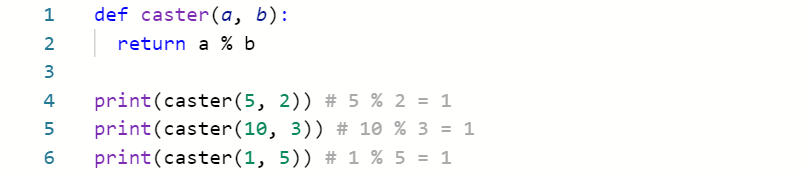 1 def caster(a, b):
2   return a % b
3
4 print(caster(5, 2)) # 5 % 2 = 1
5 print(caster(10, 3)) # 10 % 3 = 1
6 print(caster(1, 5)) # 1 % 5 = 1